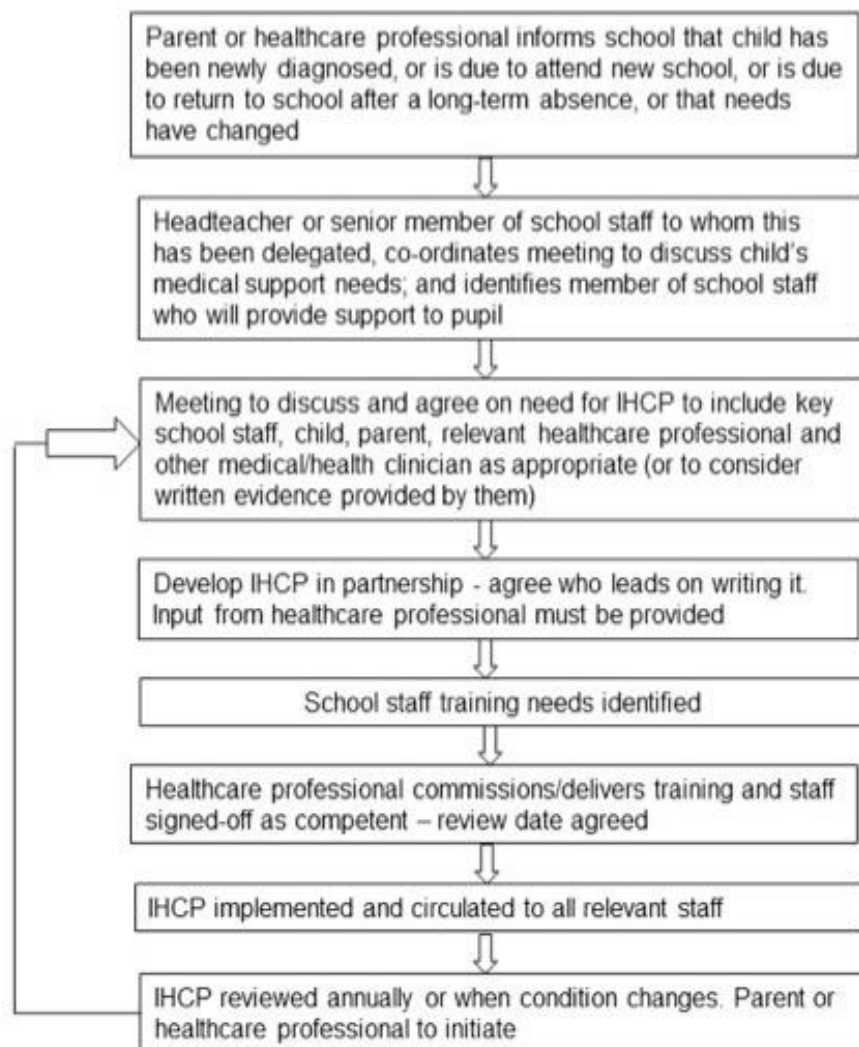 Parent or healthcare professional informs school that child has
been newly diagnosed, or is due to attend new school, or is due
to return to school after a long-term absence, or that needs
have changed
Headteacher or senior member of school staff to whom this
has been delegated, co-ordinates meeting to discuss child's
medical support needs; and identifies member of school staff
who will provide support to pupil
Meeting to discuss and agree on need for IHCP to include key
school staff, child, parent, relevant healthcare professional and
other medical/health clinician as appropriate (or to consider
written evidence provided by them)
Develop IHCP in partnership - agree who leads on writing it.
Input from healthcare professional must be provided
School staff training needs identified
Healthcare professional commissions/delivers training and staff
signed-off as competent – review date agreed
IHCP implemented and circulated to all relevant staff
IHCP reviewed annually or when condition changes. Parent or
healthcare professional to initiate